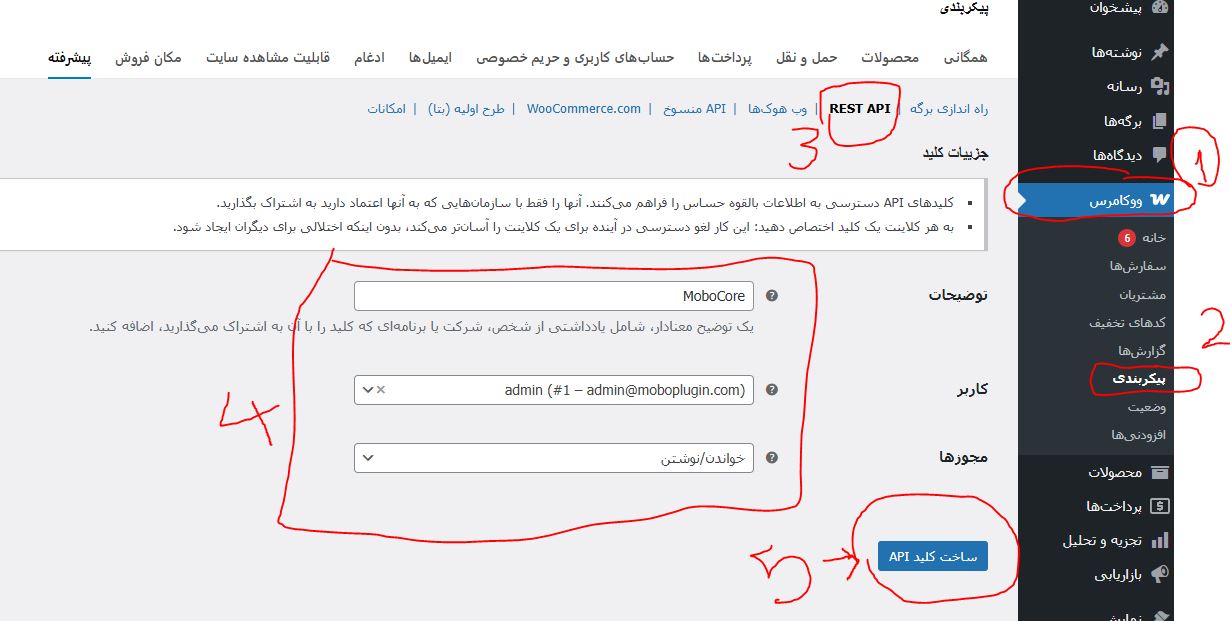 پیکربندی
همگانی محصولات حمل و نقل پرداخت‌ها حساب‌های کاربری و حریم خصوصی ایمیل‌ها ادغام قابلیت مشاهده سایت مکان فروش پیشرفته
راه اندازی برگه | REST API | وب هوک‌ها | API منسوخ | WooCommerce.com | طرح اولیه (بتا) | امکانات
3
جزییات کلید
کلیدهای API دسترسی به اطلاعات بالقوه حساس را فراهم می‌کنند. آنها را فقط با سازمان‌هایی که به آنها اعتماد دارید به اشتراک بگذارید.
به هر کلاینت یک کلید اختصاص دهید: این کار لغو دسترسی در آینده برای یک کلاینت را آسان‌تر می‌کند، بدون اینکه اختلالی برای دیگران ایجاد شود.
توضیحات
MoboCore
یک توضیح معنادار، شامل یادداشتی از شخص، شرکت یا برنامه‌ای که کلید را با آن به اشتراک می‌گذارید، اضافه کنید.
کاربر
admin (#1 – admin@moboplugin.com)
4
مجوزها
خواندن/نوشتن
ساخت کلید API
5
پیشخوان
نوشته‌ها
رسانه
برگه‌ها
دیدگاه‌ها
1
ووکامرس
خانه 6
سفارش‌ها
مشتریان
کدهای تخفیف
2
گزارش‌ها
پیکربندی
وضعیت
افزودنی‌ها
محصولات
پرداخت‌ها
تجزیه و تحلیل
بازاریابی
نمایش